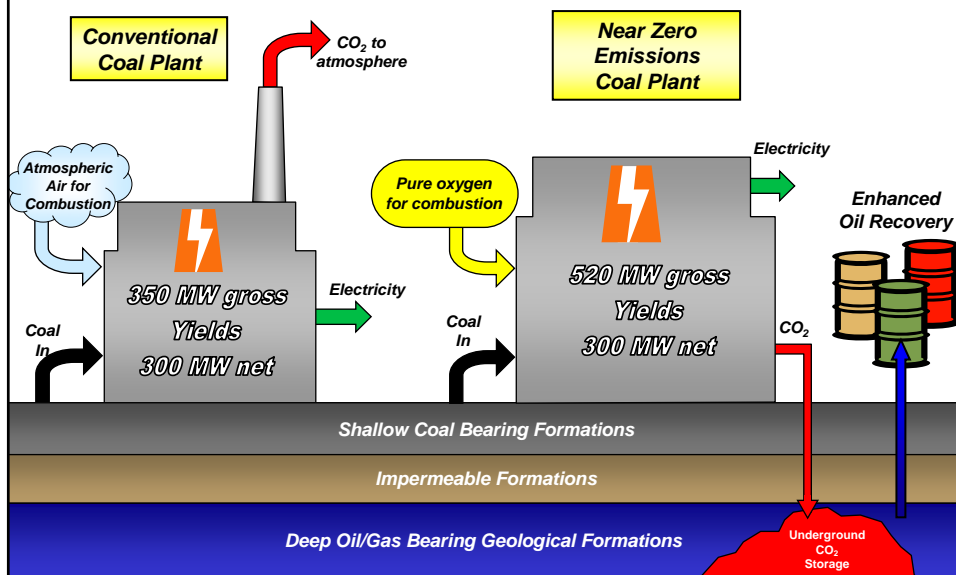 Conventional
Coal Plant
CO2 to
atmosphere
Near Zero
Emissions
Coal Plant
Atmospheric
Air for
Combustion
Pure oxygen
for combustion
Electricity
Enhanced
Oil Recovery
350 MW gross
Yields
300 MW net
Electricity
520 MW gross
Yields
300 MW net
Coal
In
Coal
In
CO2
Shallow Coal Bearing Formations
Impermeable Formations
Deep Oil/Gas Bearing Geological Formations
Underground
CO2
Storage